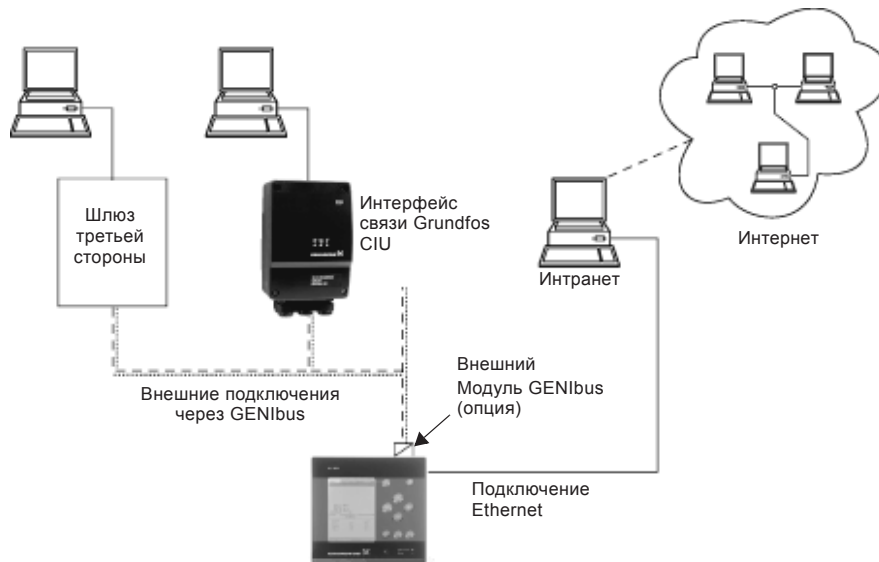 Шлюз
третьей
стороны
Интерфейс
связи Grundfos
CIU
Интранет
Интернет
Внешние подключения
через GENIbus
Внешний
Модуль GENIbus
(опция)
Подключение
Ethernet